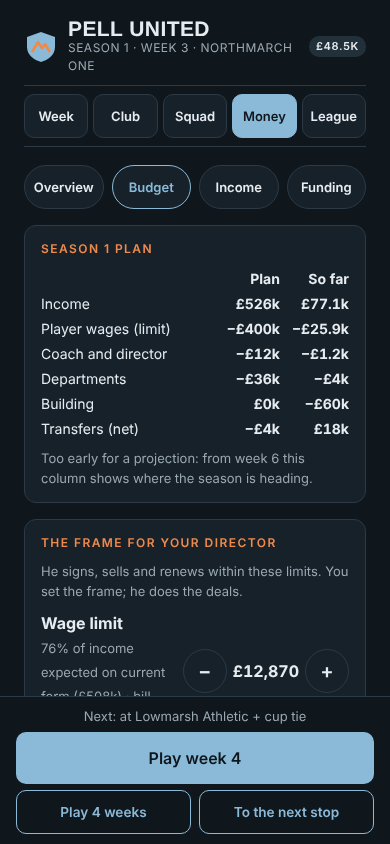 PELL UNITED
SEASON 1 · WEEK 3 · NORTHMARCH
ONE
£48.5K
Week Club Squad Money League
Overview Budget Income Funding
SEASON 1 PLAN
Plan So far
Income £526k £77.1k
Player wages (limit) −£400k −£25.9k
Coach and director −£12k −£1.2k
Departments −£36k −£4k
Building £0k −£60k
Transfers (net) −£4k £18k
Too early for a projection: from week 6 this
column shows where the season is heading.
THE FRAME FOR YOUR DIRECTOR
He signs, sells and renews within these limits. You
set the frame; he does the deals.
Wage limit
76% of income
expected on current
form (£508k) · bill
− £12,870 +
Next: at Lowmarsh Athletic + cup tie
Play week 4
Play 4 weeks To the next stop